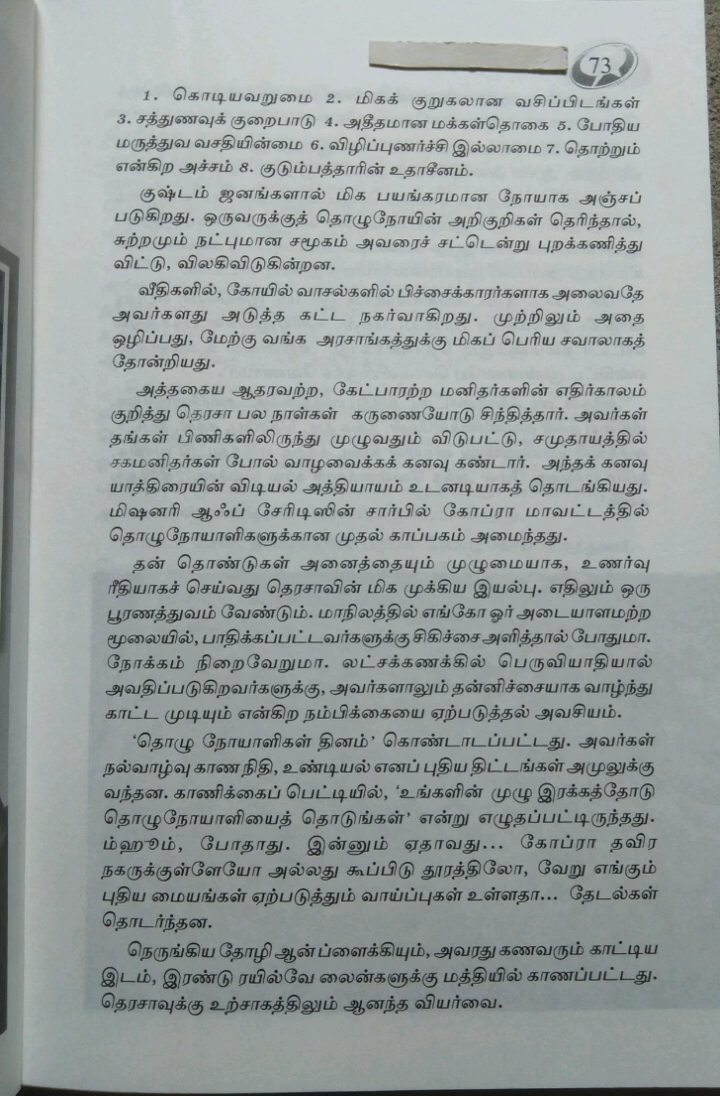 73
1. கொடியவறுமை 2. மிகக் குறுகலான வசிப்பிடங்கள்
3. சத்துணவுக் குறைபாடு 4. அதீதமான மக்கள்தொகை 5. போதிய
மருத்துவ வசதியின்மை 6. விழிப்புணர்ச்சி இல்லாமை 7. தொற்றும்
என்கிற அச்சம் 8. குடும்பத்தாரின் உதாசீனம்.
குஷ்டம் ஜனங்களால் மிக பயங்கரமான நோயாக அஞ்சப்
படுகிறது. ஒருவருக்குத் தொழுநோயின் அறிகுறிகள் தெரிந்தால்,
சுற்றமும் நட்புமான சமூகம் அவரைச் சட்டென்று புறக்கணித்து
விட்டு, விலகிவிடுகின்றன.
வீதிகளில், கோயில் வாசல்களில் பிச்சைக்காரர்களாக அலைவதே
அவர்களது அடுத்த கட்ட நகர்வாகிறது. முற்றிலும் அதை
ஒழிப்பது, மேற்கு வங்க அரசாங்கத்துக்கு மிகப் பெரிய சவாலாகத்
தோன்றியது.
அத்தகைய ஆதரவற்ற, கேட்பாரற்ற மனிதர்களின் எதிர்காலம்
குறித்து தெரசா பல நாள்கள் கருணையோடு சிந்தித்தார். அவர்கள்
தங்கள் பிணிகளிலிருந்து முழுவதும் விடுபட்டு, சமுதாயத்தில்
சகமனிதர்கள் போல் வாழவைக்கக் கனவு கண்டார். அந்தக் கனவு
யாத்திரையின் விடியல் அத்தியாயம் உடனடியாகத் தொடங்கியது.
மிஷனரி ஆஃப் சேரிடிஸின் சார்பில் கோப்ரா மாவட்டத்தில்
தொழுநோயாளிகளுக்கான முதல் காப்பகம் அமைந்தது.
தன் தொண்டுகள் அனைத்தையும் முழுமையாக, உணர்வு
ரீதியாகச் செய்வது தெரசாவின் மிக முக்கிய இயல்பு. எதிலும் ஒரு
பூரணத்துவம் வேண்டும். மாநிலத்தில் எங்கோ ஓர் அடையாளமற்ற
மூலையில், பாதிக்கப்பட்டவர்களுக்கு சிகிச்சை அளித்தால் போதுமா.
நோக்கம் நிறைவேறுமா. லட்சக்கணக்கில் பெருவியாதியால்
அவதிப்படுகிறவர்களுக்கு, அவர்களாலும் தன்னிச்சையாக வாழ்ந்து
காட்ட முடியும் என்கிற நம்பிக்கையை ஏற்படுத்தல் அவசியம்.
‘தொழு நோயாளிகள் தினம்’ கொண்டாடப்பட்டது. அவர்கள்
நல்வாழ்வு காண நிதி, உண்டியல் எனப் புதிய திட்டங்கள் அமுலுக்கு
வந்தன. காணிக்கைப் பெட்டியில், ‘உங்களின் முழு இரக்கத்தோடு
தொழுநோயாளியைத் தொடுங்கள்’ என்று எழுதப்பட்டிருந்தது.
ம்ஹூம், போதாது. இன்னும் ஏதாவது... கோப்ரா தவிர
நகருக்குள்ளேயோ அல்லது கூப்பிடு தூரத்திலோ, வேறு எங்கும்
புதிய மையங்கள் ஏற்படுத்தும் வாய்ப்புகள் உள்ளதா... தேடல்கள்
தொடர்ந்தன.
நெருங்கிய தோழி ஆன் ப்ளைக்கியும், அவரது கணவரும் காட்டிய
இடம், இரண்டு ரயில்வே லைன்களுக்கு மத்தியில் காணப்பட்டது.
தெரசாவுக்கு உற்சாகத்திலும் ஆனந்த வியர்வை.